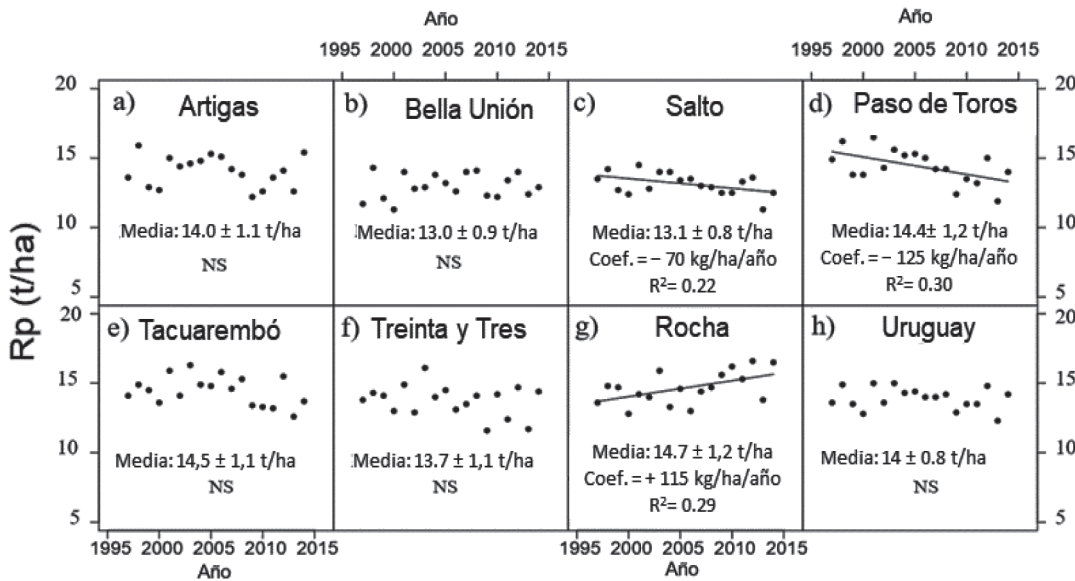 Año
1995 2000 2005 2010 2015
Año
1995 2000 2005 2010 2015
Rp (t/ha)
20
15
10
5
a) Artigas
Media: 14.0 ± 1.1 t/ha
NS
b) Bella Unión
Media: 13.0 ± 0.9 t/ha
NS
c) Salto
Media: 13.1 ± 0.8 t/ha
Coef. = − 70 kg/ha/año
R²= 0.22
d) Paso de Toros
Media: 14.4± 1,2 t/ha
Coef. = − 125 kg/ha/año
R²= 0.30
20
15
10
5
20
15
10
5
e) Tacuarembó
Media: 14,5 ± 1,1 t/ha
NS
f) Treinta y Tres
Media: 13.7 ± 1,1 t/ha
NS
g) Rocha
Media: 14.7 ± 1,2 t/ha
Coef. = + 115 kg/ha/año
R²= 0.29
h) Uruguay
Media: 14 ± 0.8 t/ha
NS
20
15
10
5
1995 2000 2005 2010 2015
Año
1995 2000 2005 2010 2015
Año